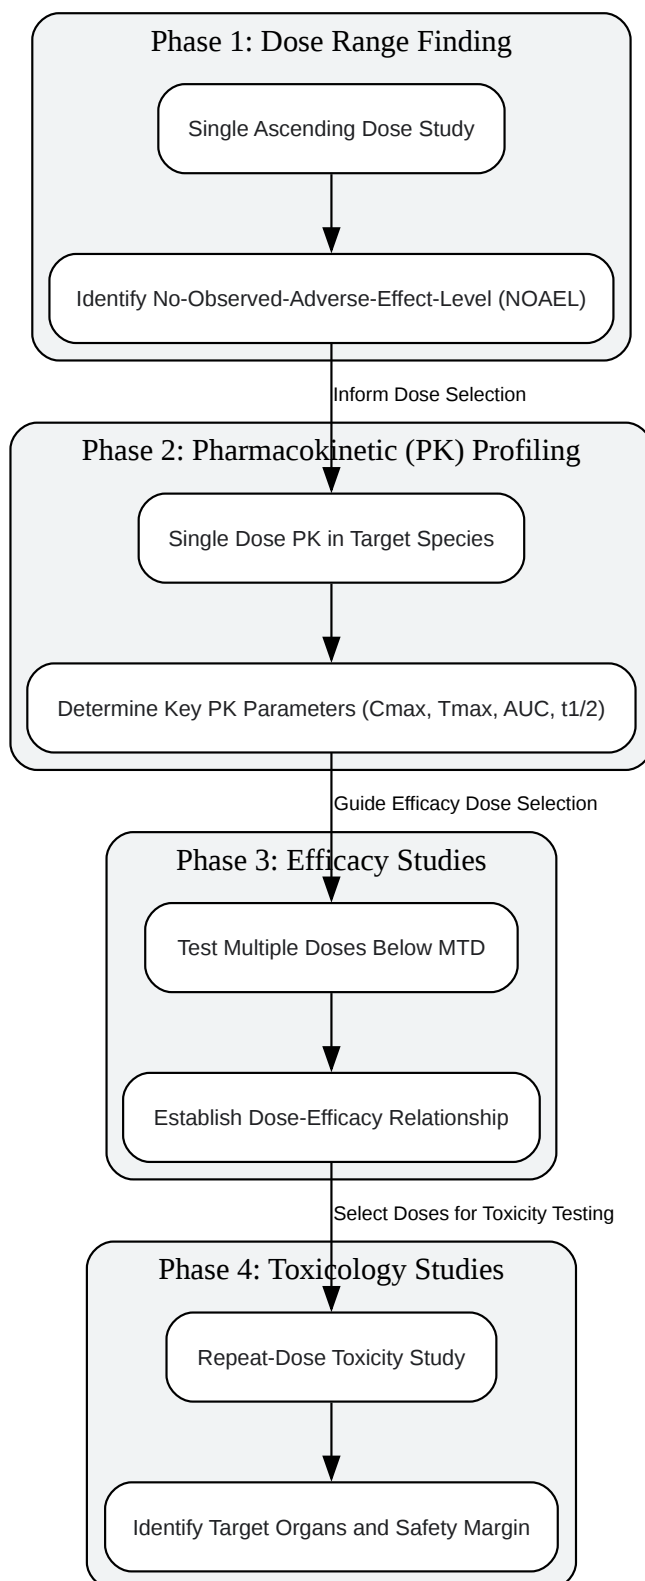 Phase 1: Dose Range Finding
Single Ascending Dose Study
Identify No-Observed-Adverse-Effect-Level (NOAEL)
Inform Dose Selection
Phase 2: Pharmacokinetic (PK) Profiling
Single Dose PK in Target Species
Determine Key PK Parameters (Cmax, Tmax, AUC, t1/2)
Guide Efficacy Dose Selection
Phase 3: Efficacy Studies
Test Multiple Doses Below MTD
Establish Dose-Efficacy Relationship
Select Doses for Toxicity Testing
Phase 4: Toxicology Studies
Repeat-Dose Toxicity Study
Identify Target Organs and Safety Margin